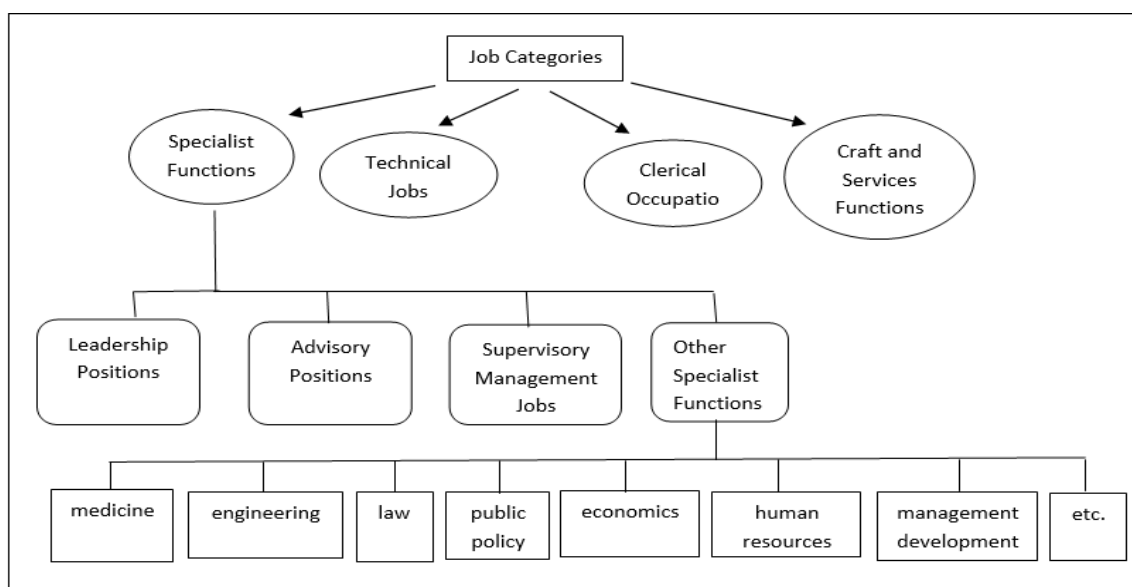 Job Categories
Specialist
Functions
Technical
Jobs
Clerical
Occupatio
Craft and
Services
Functions
Leadership
Positions
Advisory
Positions
Supervisory
Management
Jobs
Other
Specialist
Functions
medicine
engineering
law
public
policy
economics
human
resources
management
development
etc.